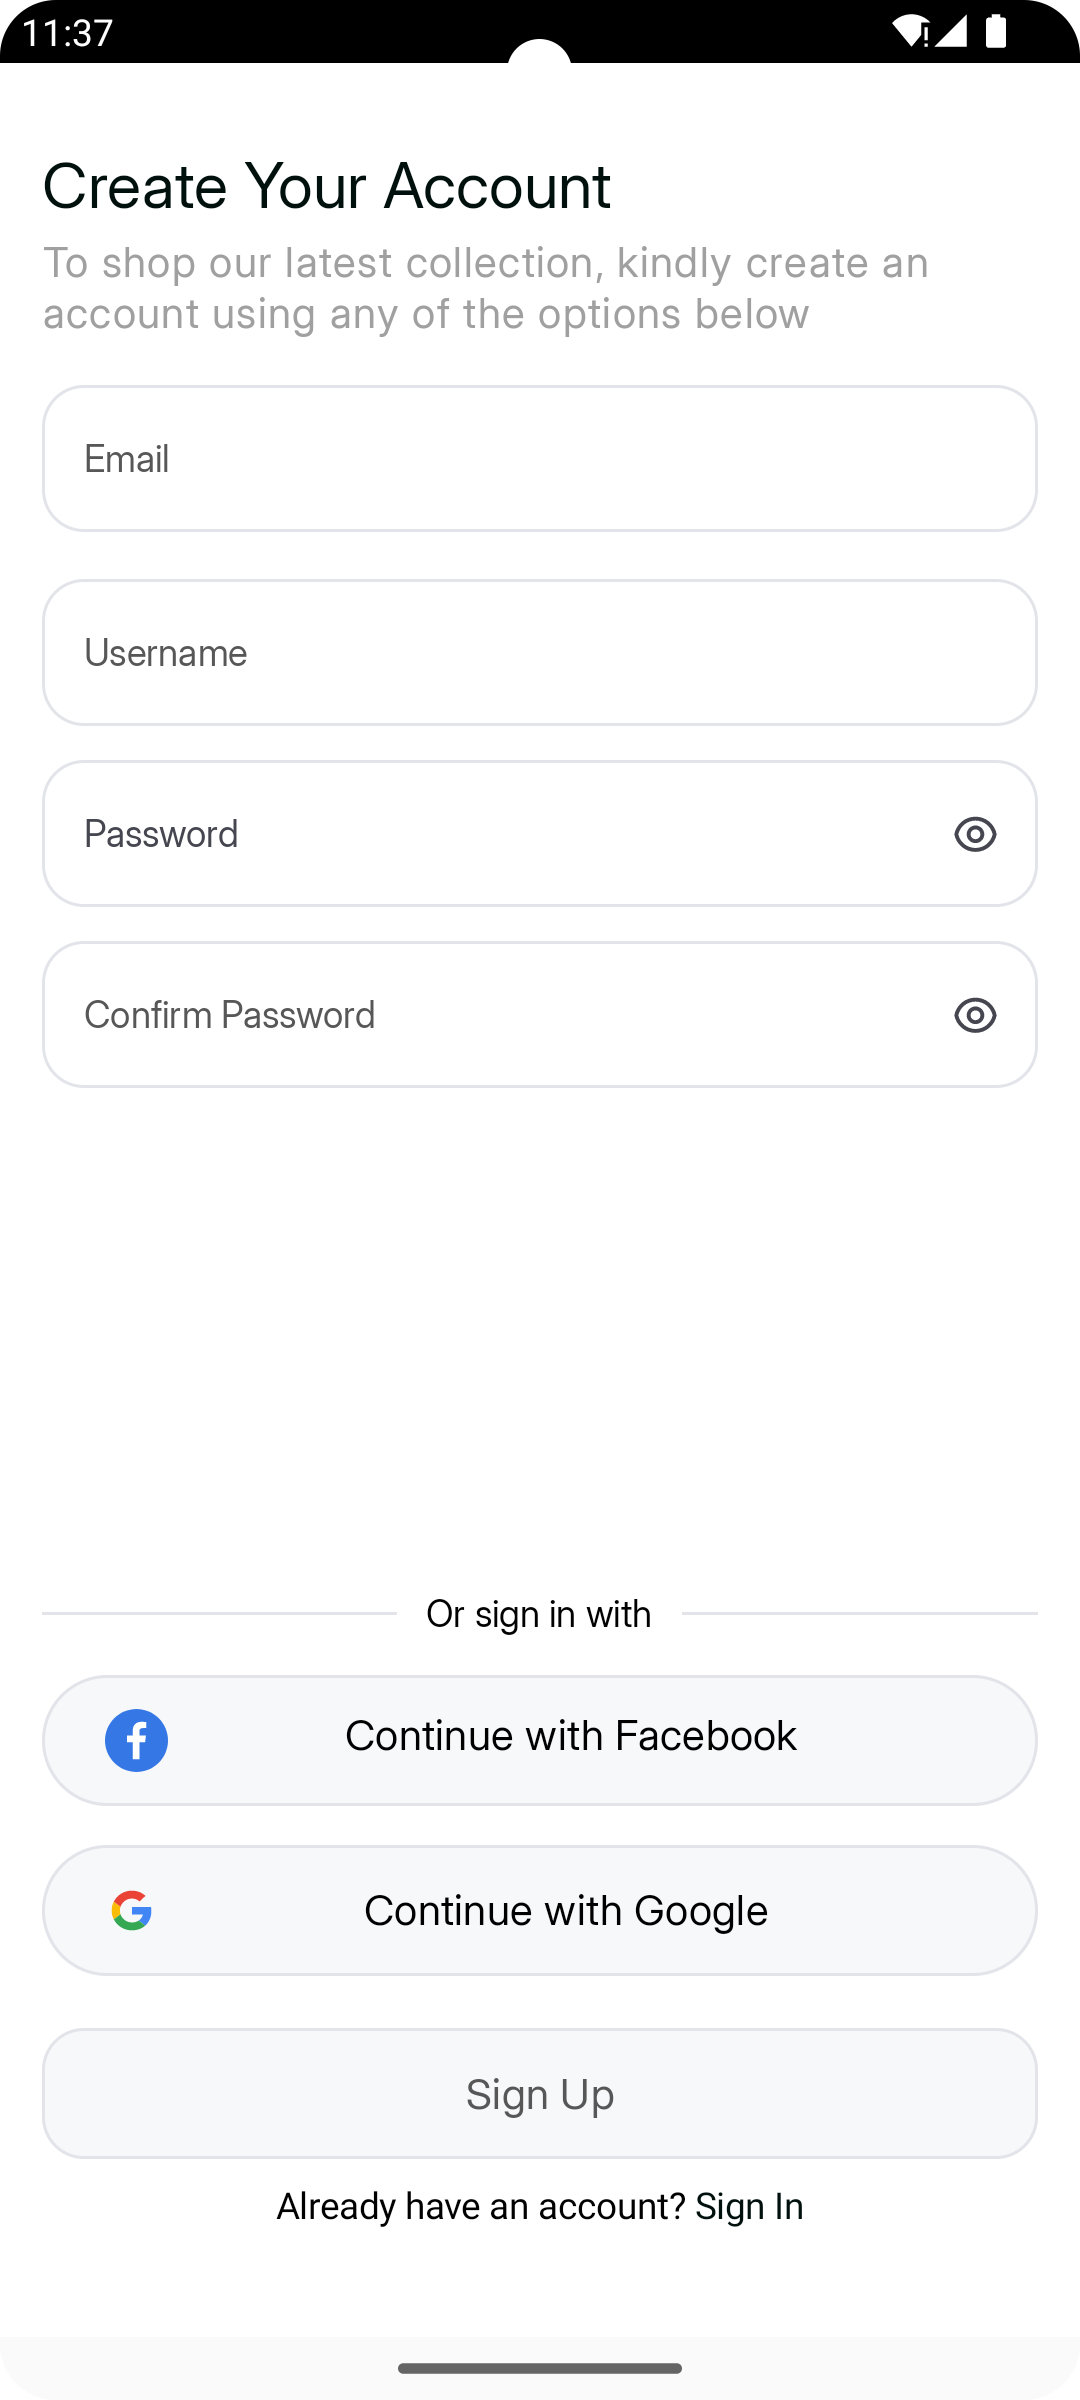 11:37
Create Your Account
To shop our latest collection, kindly create an
account using any of the options below
Email
Username
Password
Confirm Password
Or sign in with
Continue with Facebook
Continue with Google
Sign Up
Already have an account? Sign In